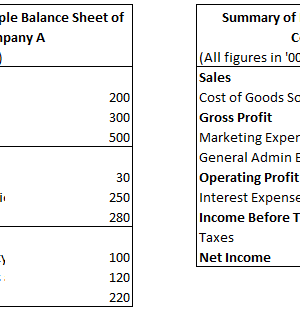 ple Balance Sheet of
mpany A
)
200
300
500
30
250
280
100
120
220
Summary of
C
(All figures in '00
Sales
Cost of Goods So
Gross Profit
Marketing Exper
General Admin E
Operating Profit
Interest Expense
Income Before T
Taxes
Net Income